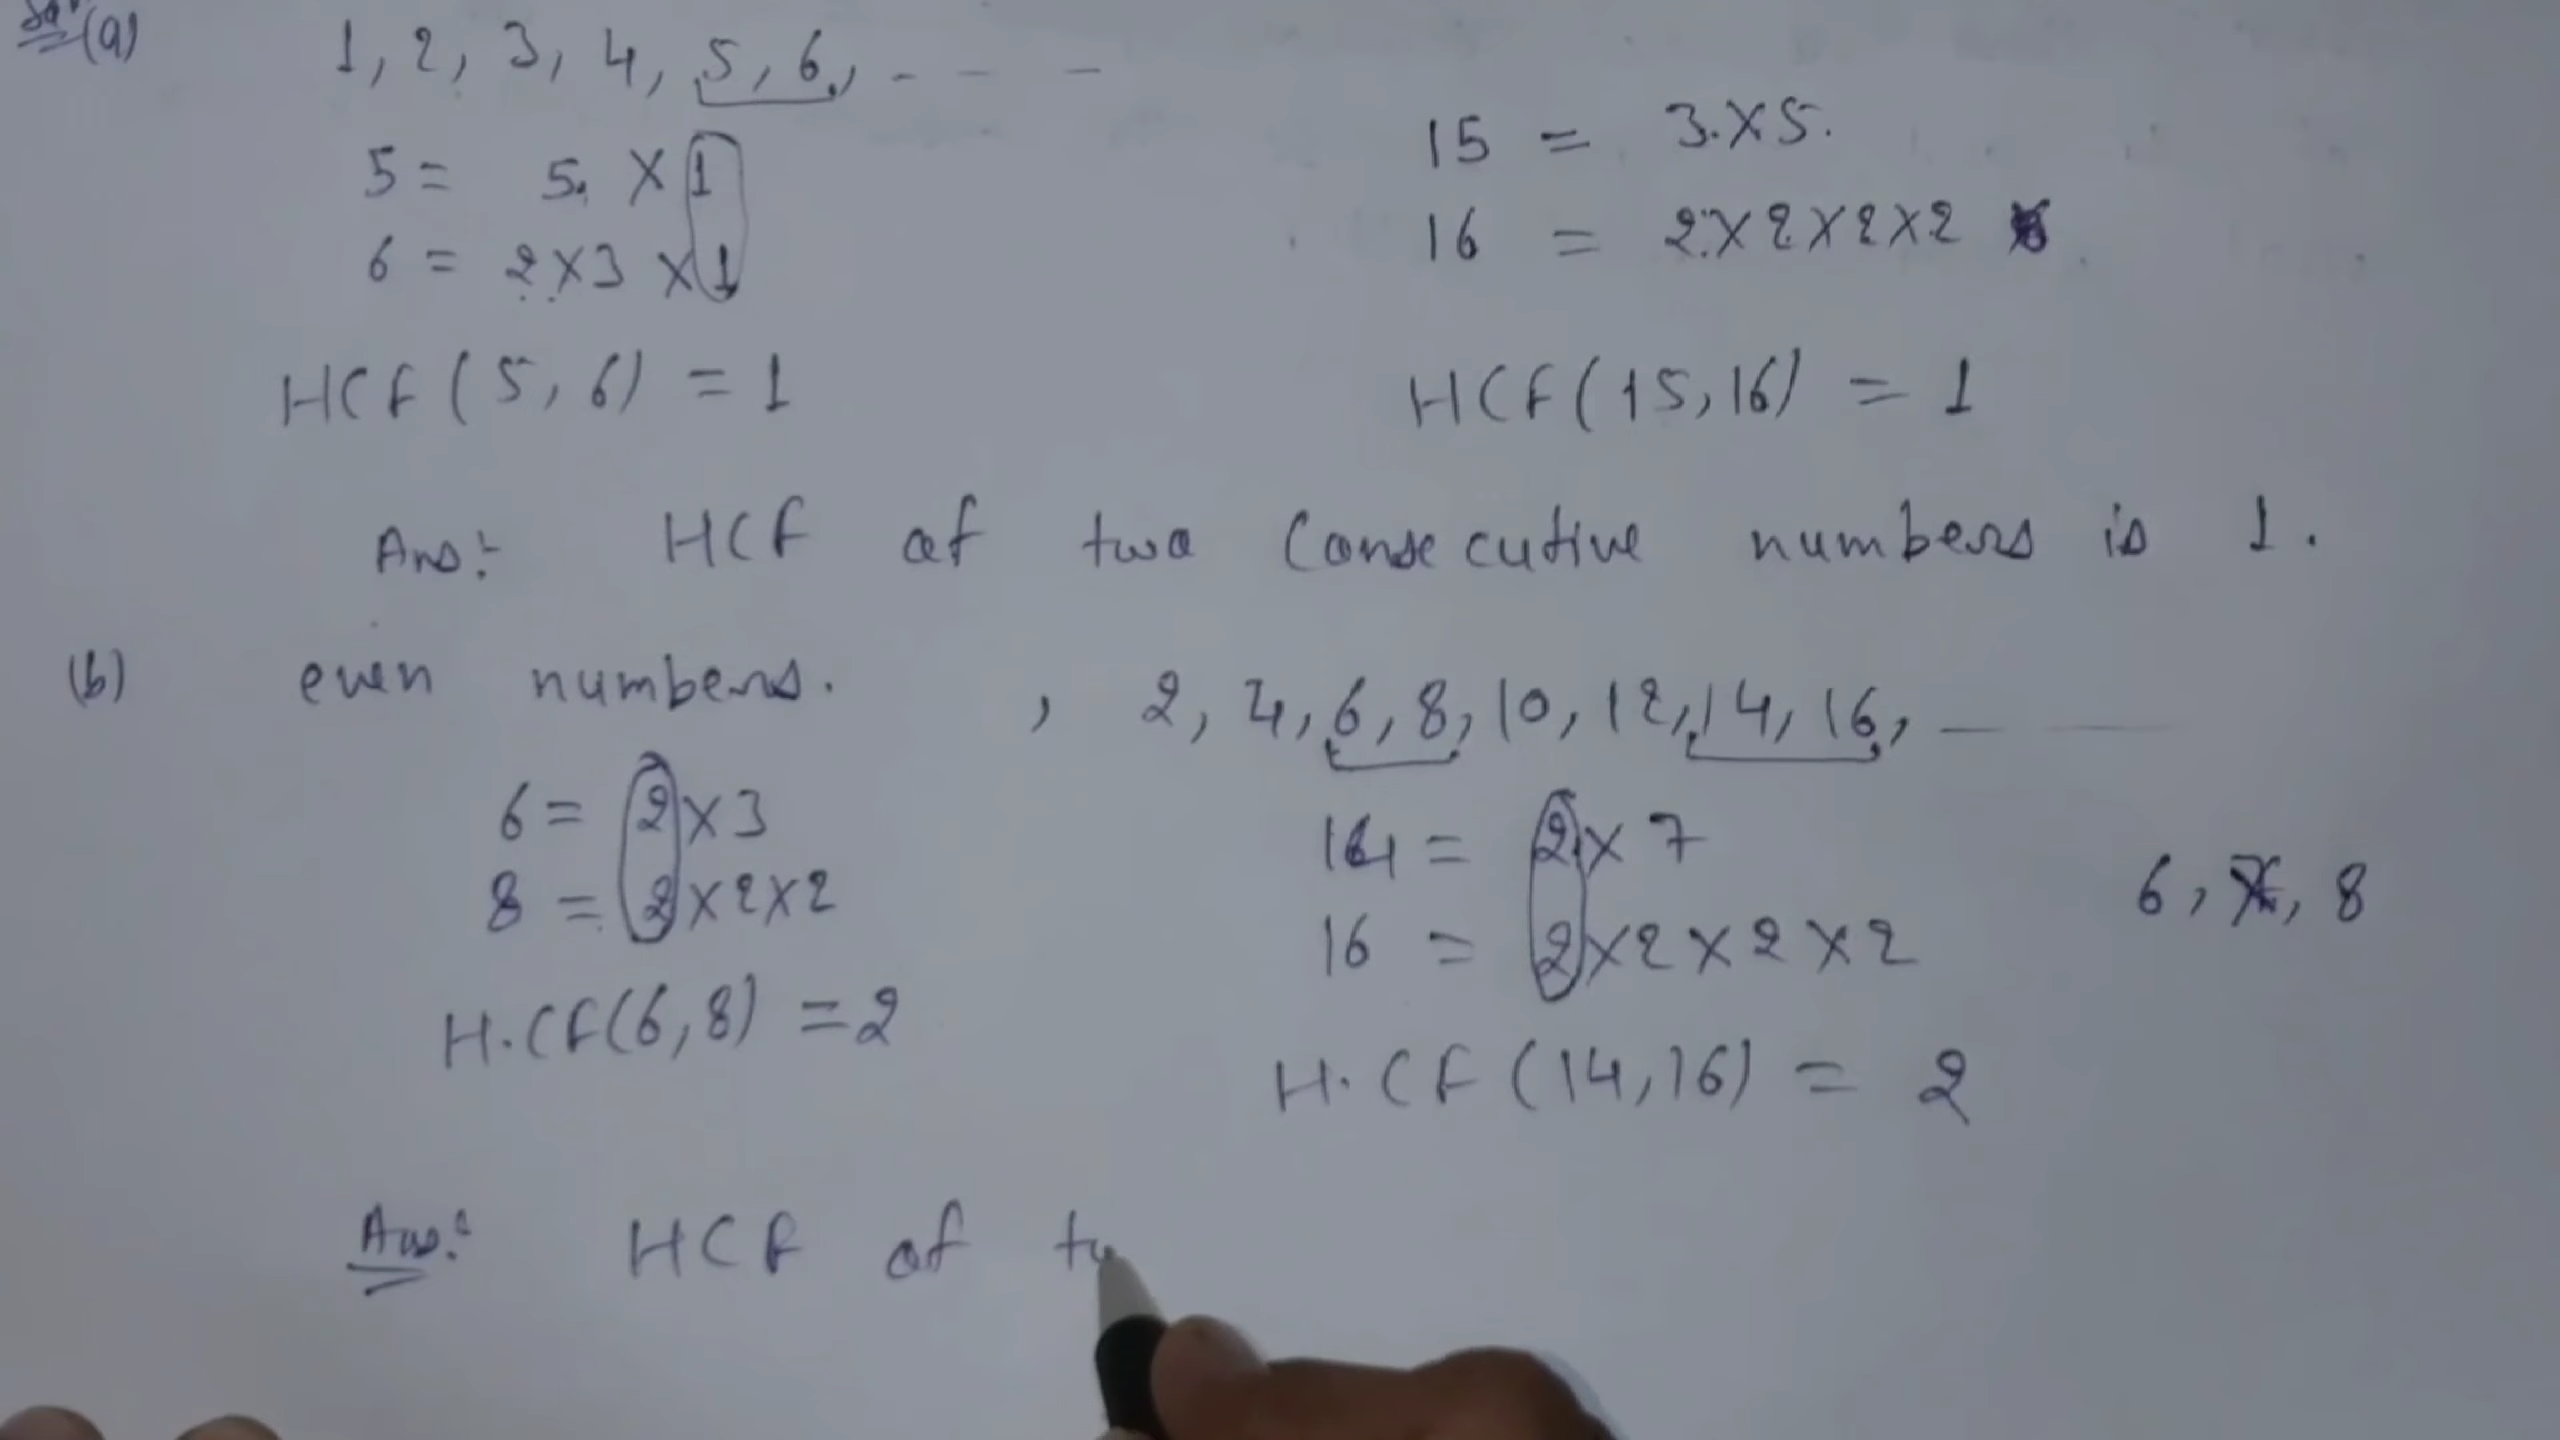 Sol (a) 1, 2, 3, 4, 5, 6, - - -
5 = 5 × 1
6 = 2 × 3 × 1
HCF (5, 6) = 1
15 = 3 × 5
16 = 2 × 2 × 2 × 2
HCF (15, 16) = 1
Ans:- HCF of two Consecutive numbers is 1.
(b) even numbers. , 2, 4, 6, 8, 10, 12, 14, 16, —
6 = 2 × 3
8 = 2 × 2 × 2
H.CF (6, 8) = 2
14 = 2 × 7
16 = 2 × 2 × 2 × 2
H.CF (14, 16) = 2
6, 7, 8
Ans:- HCF of tw